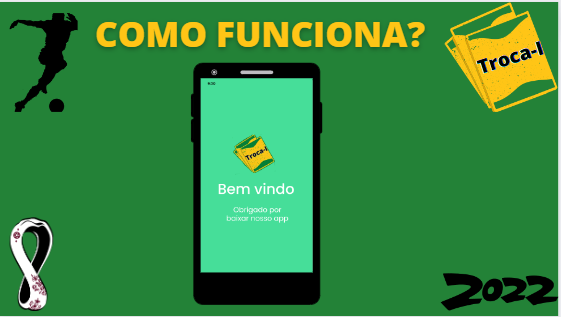 COMO FUNCIONA?
Troca-
Troca-
Bem vindo
Obrigado por
baixar nosso app
2022